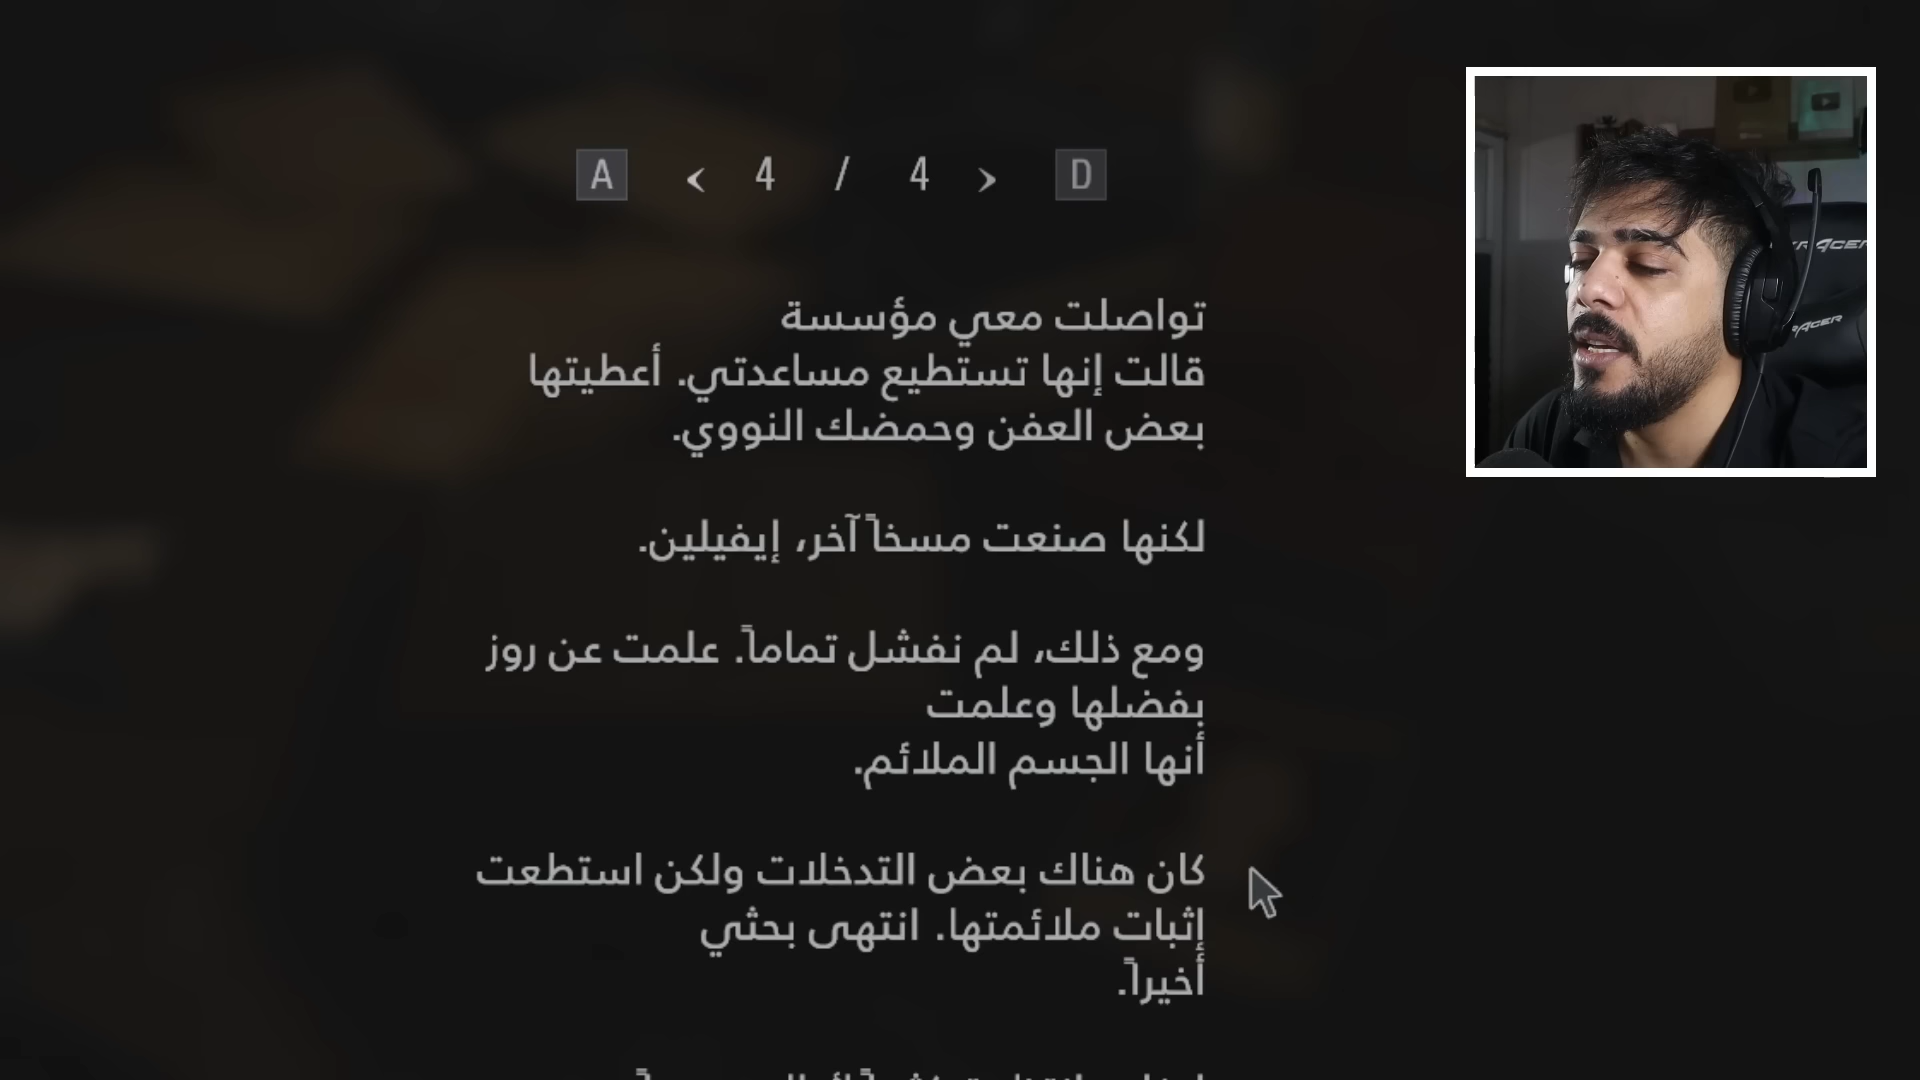 A < 4 / 4 > D
تواصلت معي مؤسسة
قالت إنها تستطيع مساعدتي. أعطيتها
بعض العفن وحمضك النووي.
لكنها صنعت مسخاً آخر، إيفيلين.
ومع ذلك، لم نفشل تماماً. علمت عن روز
بفضلها وعلمت
أنها الجسم الملائم.
كان هناك بعض التدخلات ولكن استطعت
إثبات ملائمتها. انتهى بحثي
أخيراً.